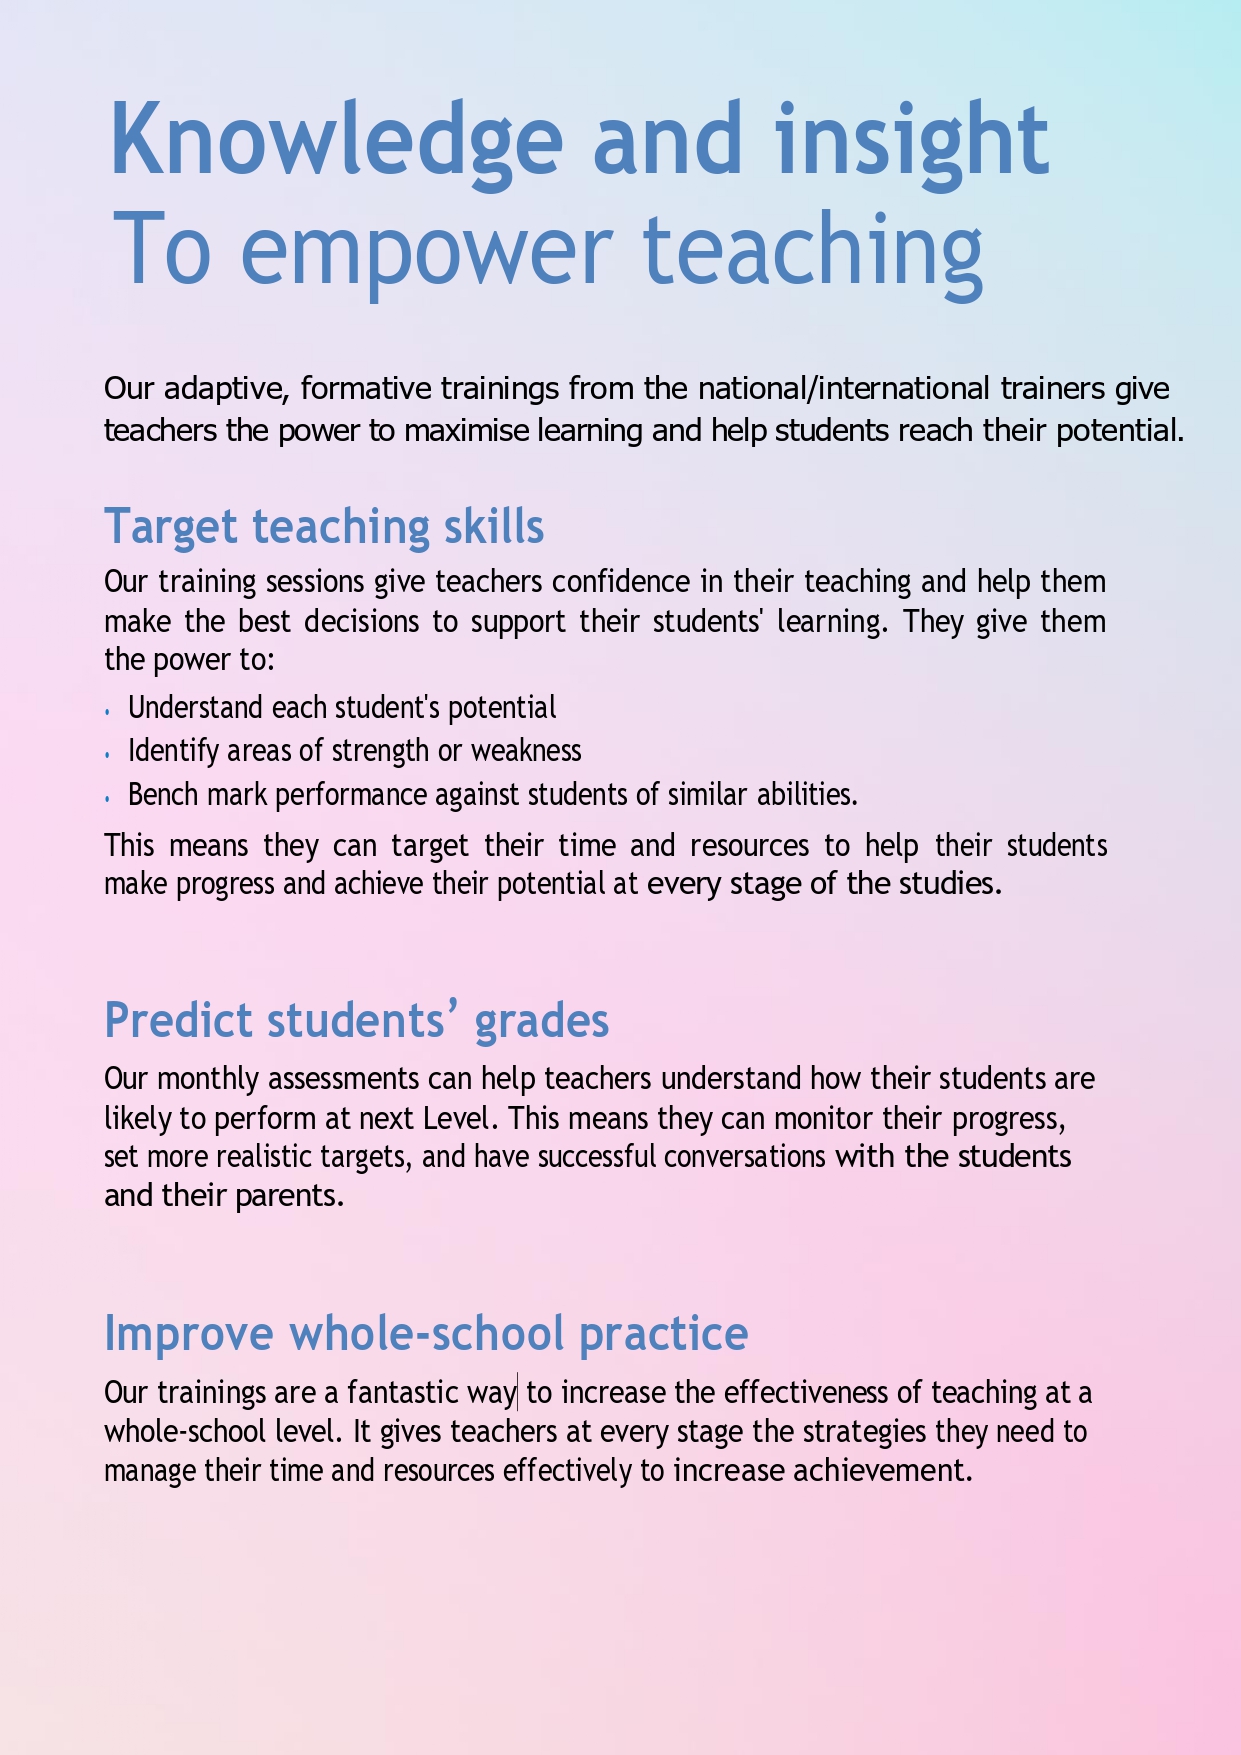 Knowledge and insight
To empower teaching
Our adaptive, formative trainings from the national/international trainers give
teachers the power to maximise learning and help students reach their potential.
Target teaching skills
Our training sessions give teachers confidence in their teaching and help them
make the best decisions to support their students' learning. They give them
the power to:
• Understand each student's potential
• Identify areas of strength or weakness
• Bench mark performance against students of similar abilities.
This means they can target their time and resources to help their students
make progress and achieve their potential at every stage of the studies.
Predict students’ grades
Our monthly assessments can help teachers understand how their students are
likely to perform at next Level. This means they can monitor their progress,
set more realistic targets, and have successful conversations with the students
and their parents.
Improve whole-school practice
Our trainings are a fantastic way to increase the effectiveness of teaching at a
whole-school level. It gives teachers at every stage the strategies they need to
manage their time and resources effectively to increase achievement.